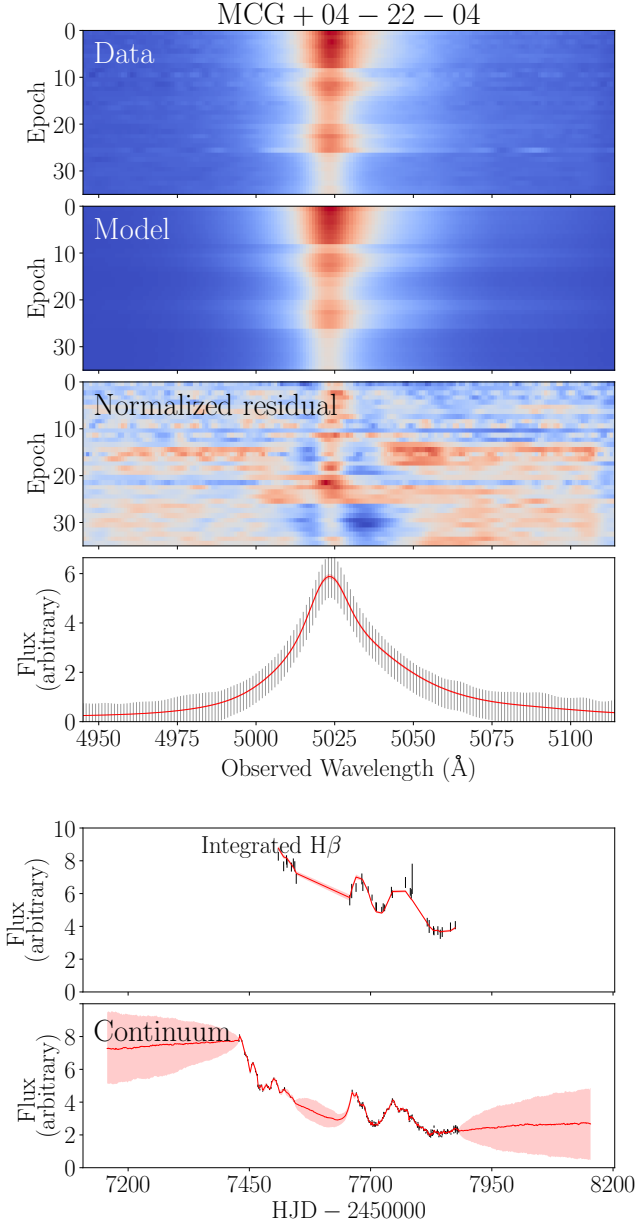 MCG + 04 − 22 − 04
0
Data
10
Epoch
20
30
0
Model
10
Epoch
20
30
0
Normalized residual
10
Epoch
20
30
6
4
Flux
(arbitrary)
2
0
4950 4975 5000 5025 5050 5075 5100
Observed Wavelength (Å)
10
Integrated Hβ
8
6
Flux
(arbitrary)
4
2
0
Continuum
8
6
Flux
(arbitrary)
4
2
0
7200 7450 7700 7950 8200
HJD − 2450000